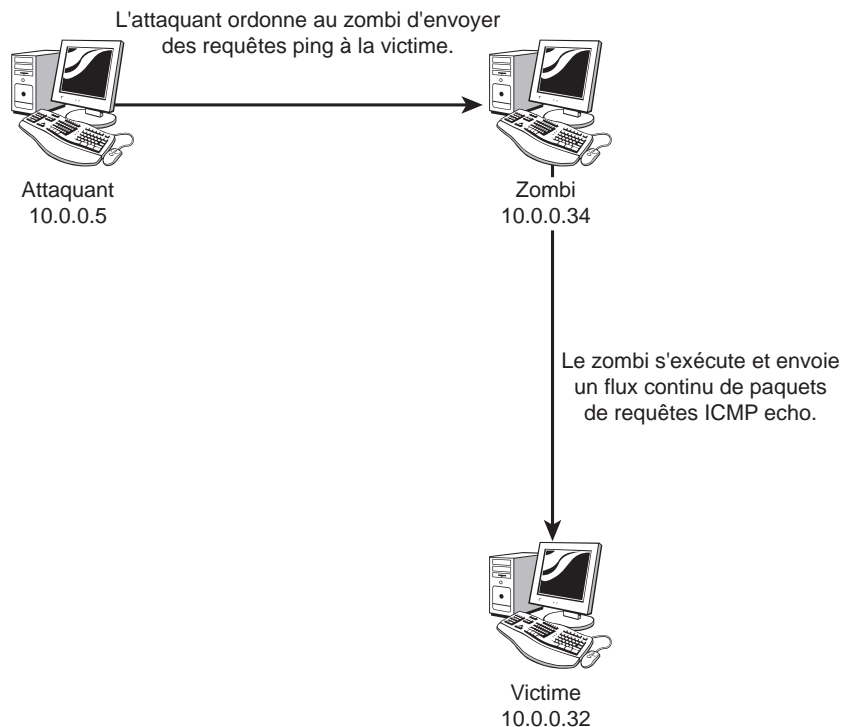 L'attaquant ordonne au zombi d'envoyer
des requêtes ping à la victime.
Attaquant
10.0.0.5
Zombi
10.0.0.34
Le zombi s'exécute et envoie
un flux continu de paquets
de requêtes ICMP echo.
Victime
10.0.0.32